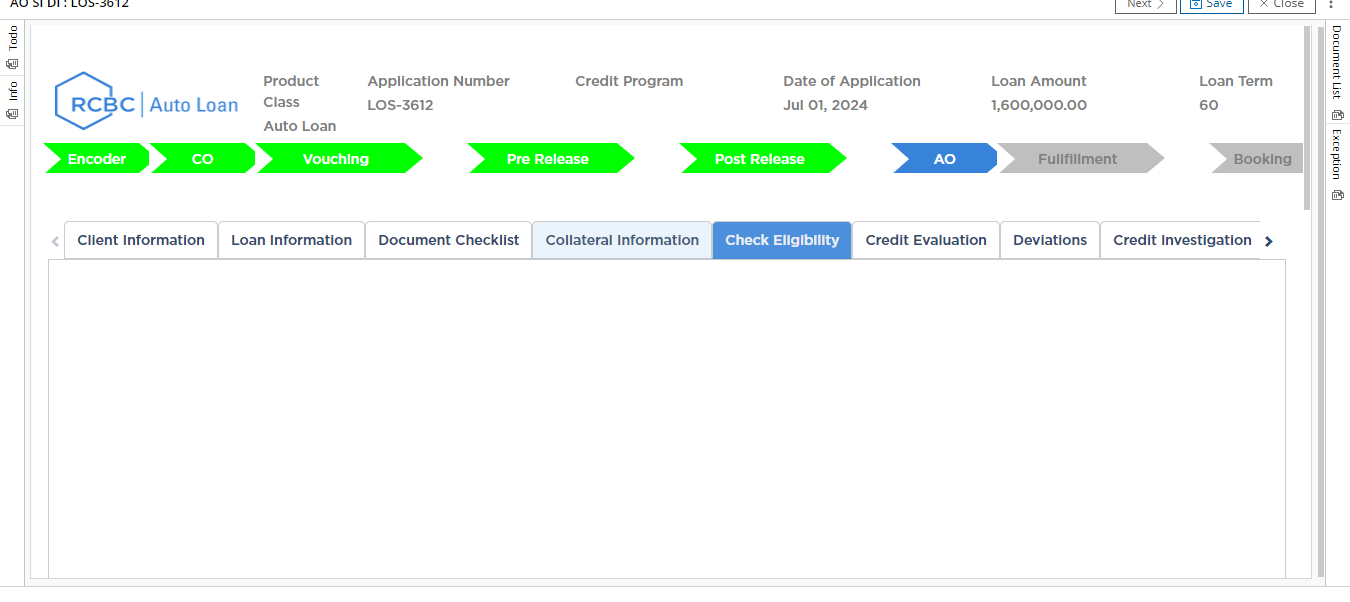 AO SI DI : LOS-3612
Next
Save
Close
Todo
Info
Document List
Exception
RCBC | Auto Loan
Product Class
Auto Loan
Application Number
LOS-3612
Credit Program
Date of Application
Jul 01, 2024
Loan Amount
1,600,000.00
Loan Term
60
Encoder
CO
Vouching
Pre Release
Post Release
AO
Fullfillment
Booking
Client Information
Loan Information
Document Checklist
Collateral Information
Check Eligibility
Credit Evaluation
Deviations
Credit Investigation